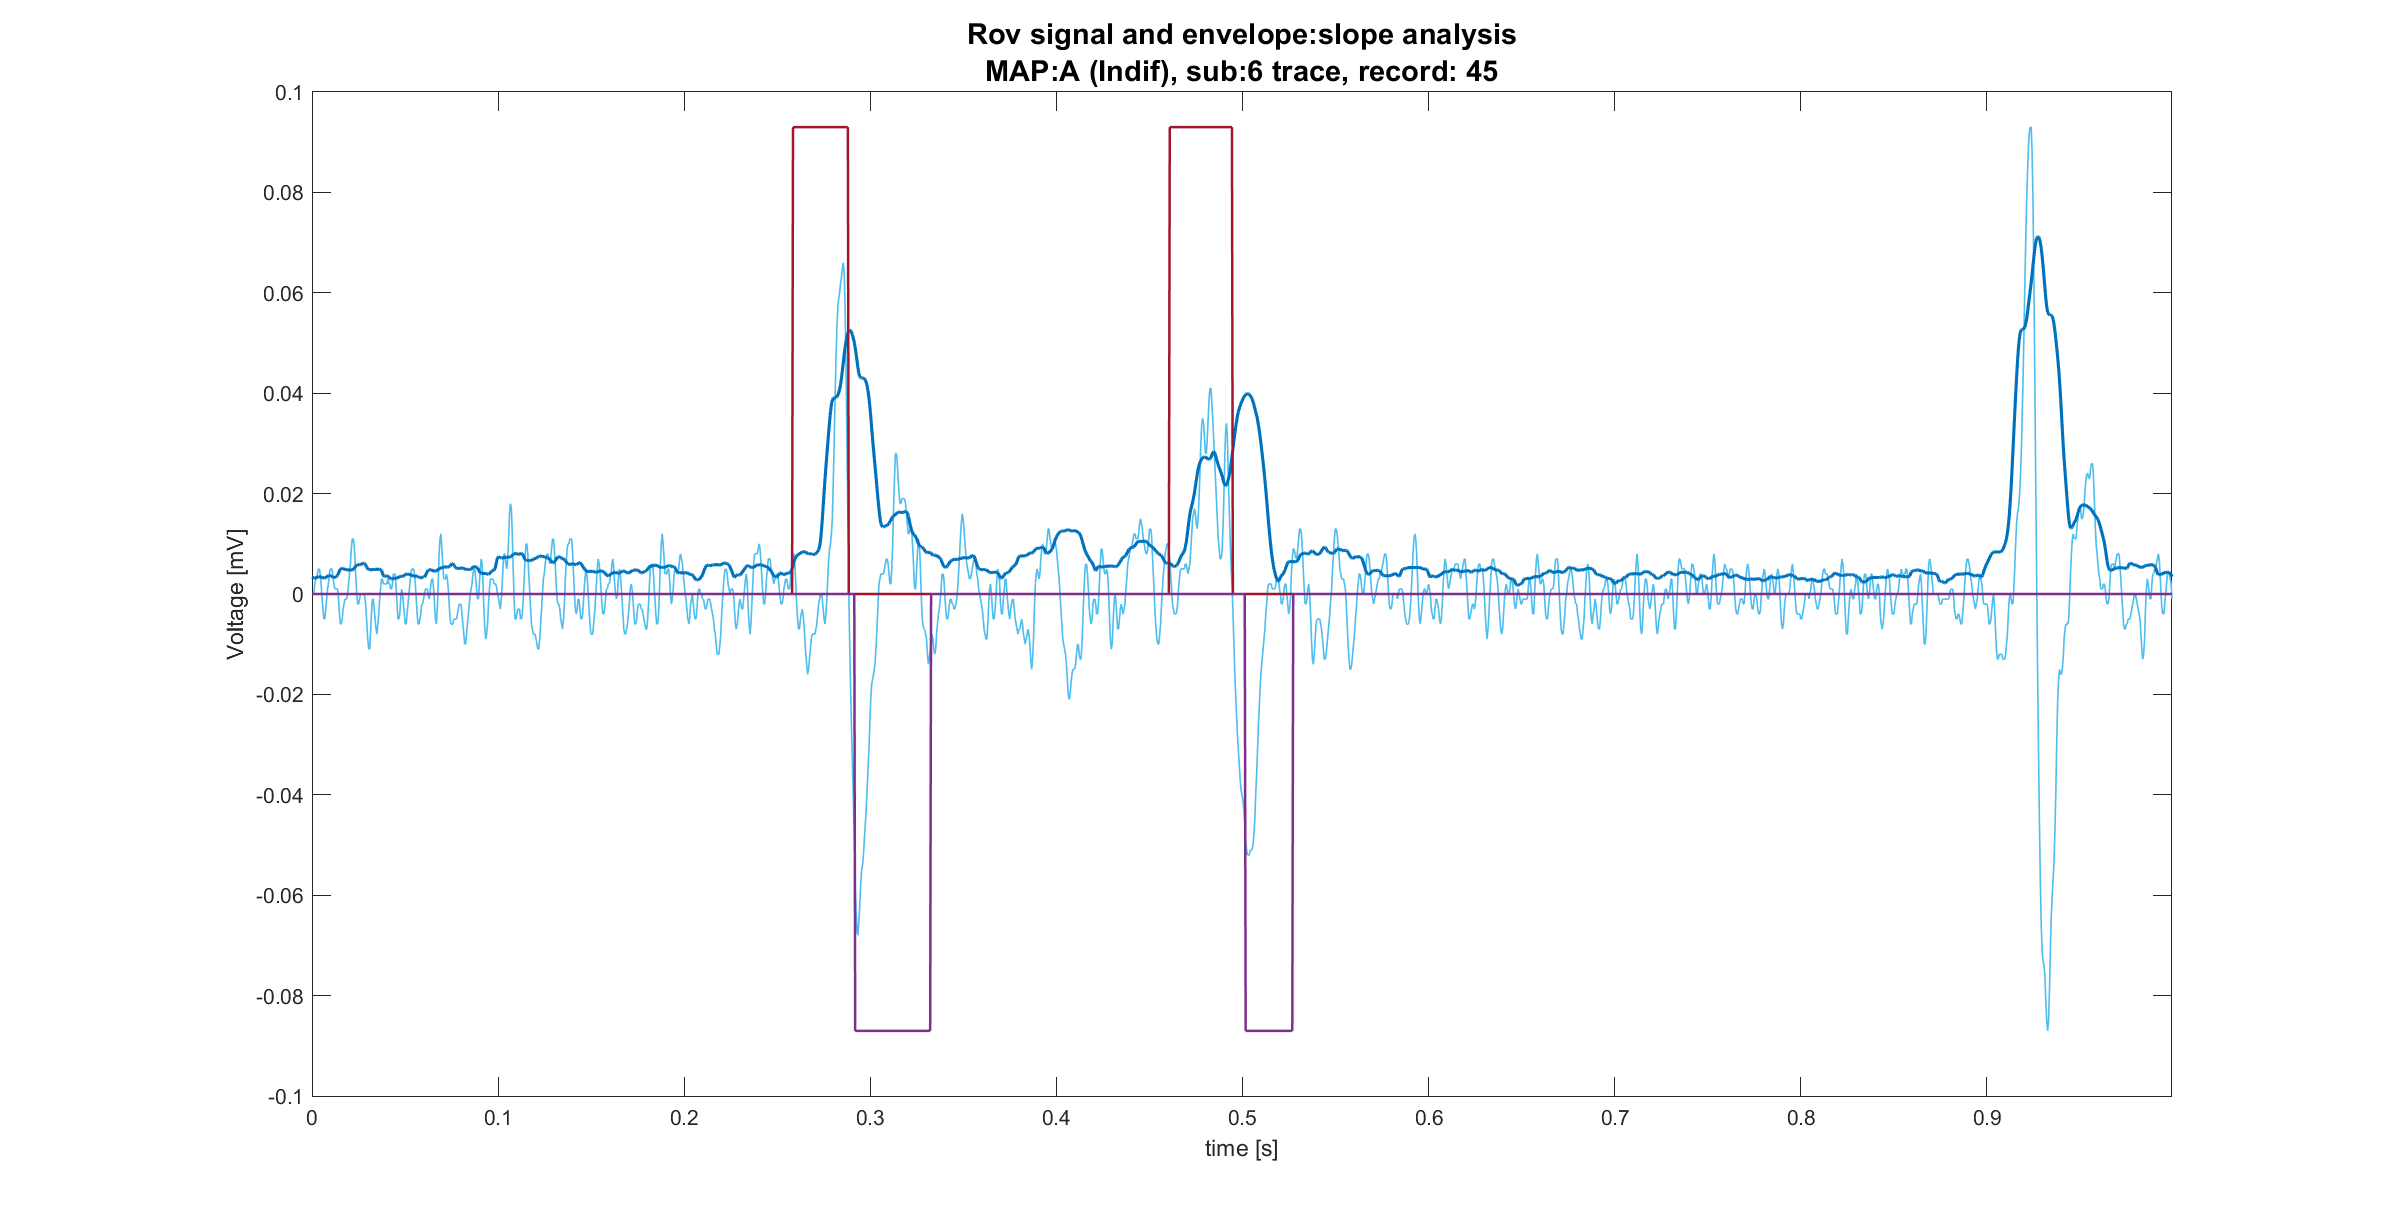 Rov signal and envelope:slope analysis
MAP:A (Indif), sub:6 trace, record: 45
0.1
0.08
0.06
0.04
0.02
0
-0.02
-0.04
-0.06
-0.08
-0.1
Voltage [mV]
0 0.1 0.2 0.3 0.4 0.5 0.6 0.7 0.8 0.9
time [s]